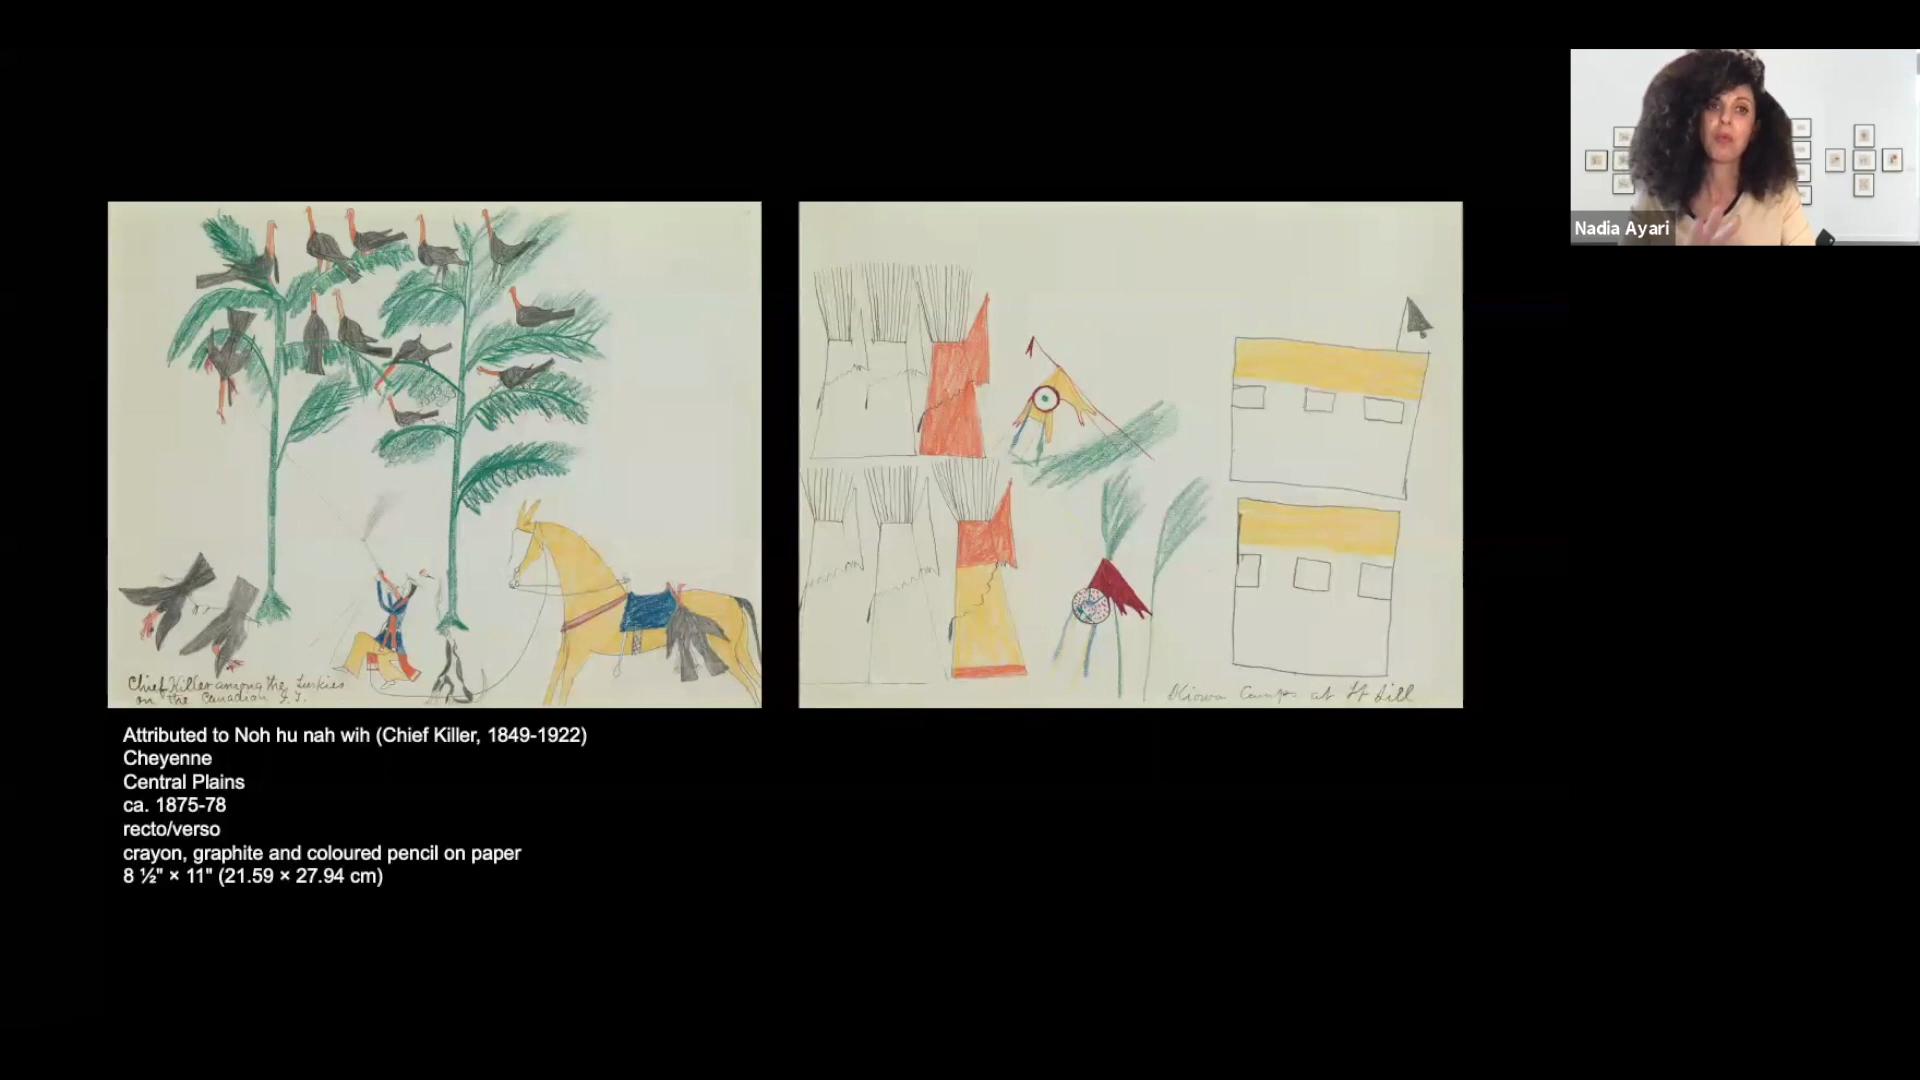 Nadia Ayari
Chief Killer among the Turkies
on the Canadian I. T.
Kiowa Camps at Ft Sill
Attributed to Noh hu nah wih (Chief Killer, 1849-1922)
Cheyenne
Central Plains
ca. 1875-78
recto/verso
crayon, graphite and coloured pencil on paper
8 ½" × 11" (21.59 × 27.94 cm)